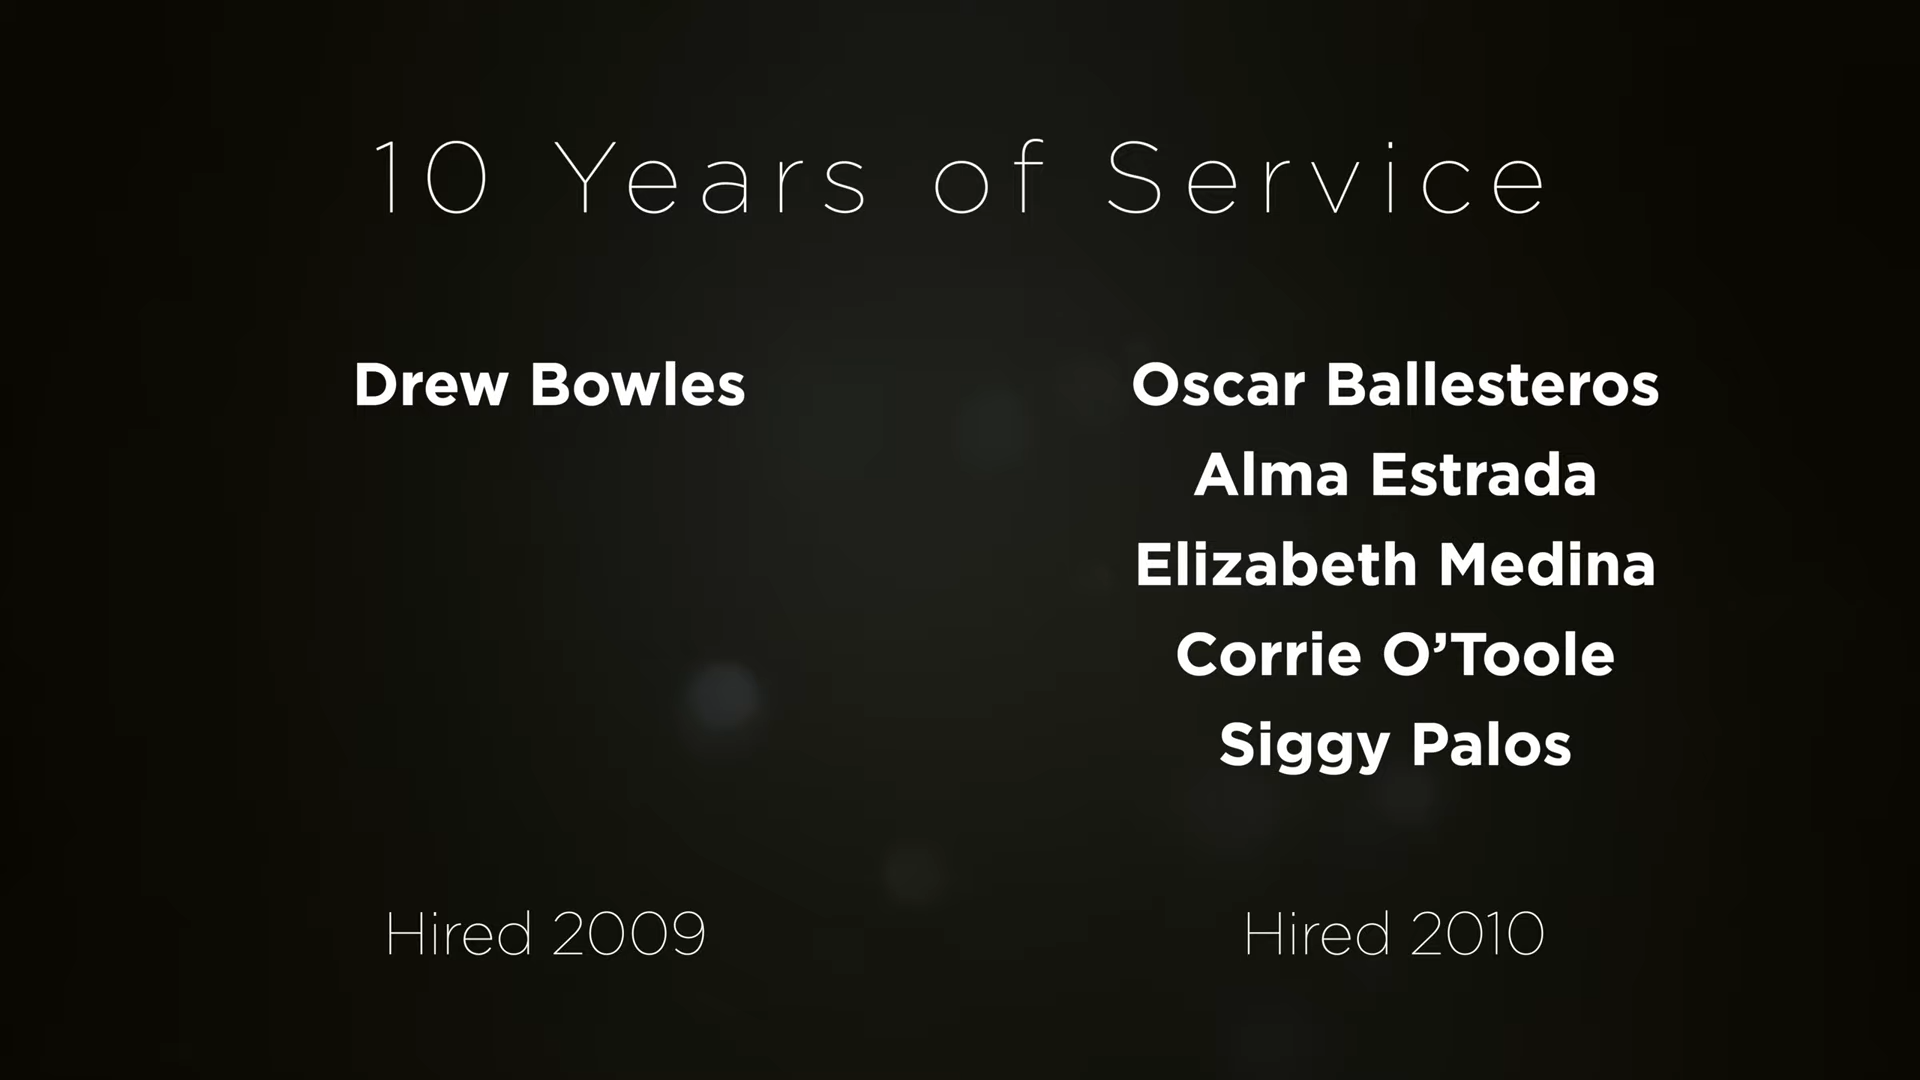 10 Years of Service
Drew Bowles
Hired 2009
Oscar Ballesteros
Alma Estrada
Elizabeth Medina
Corrie O’Toole
Siggy Palos
Hired 2010